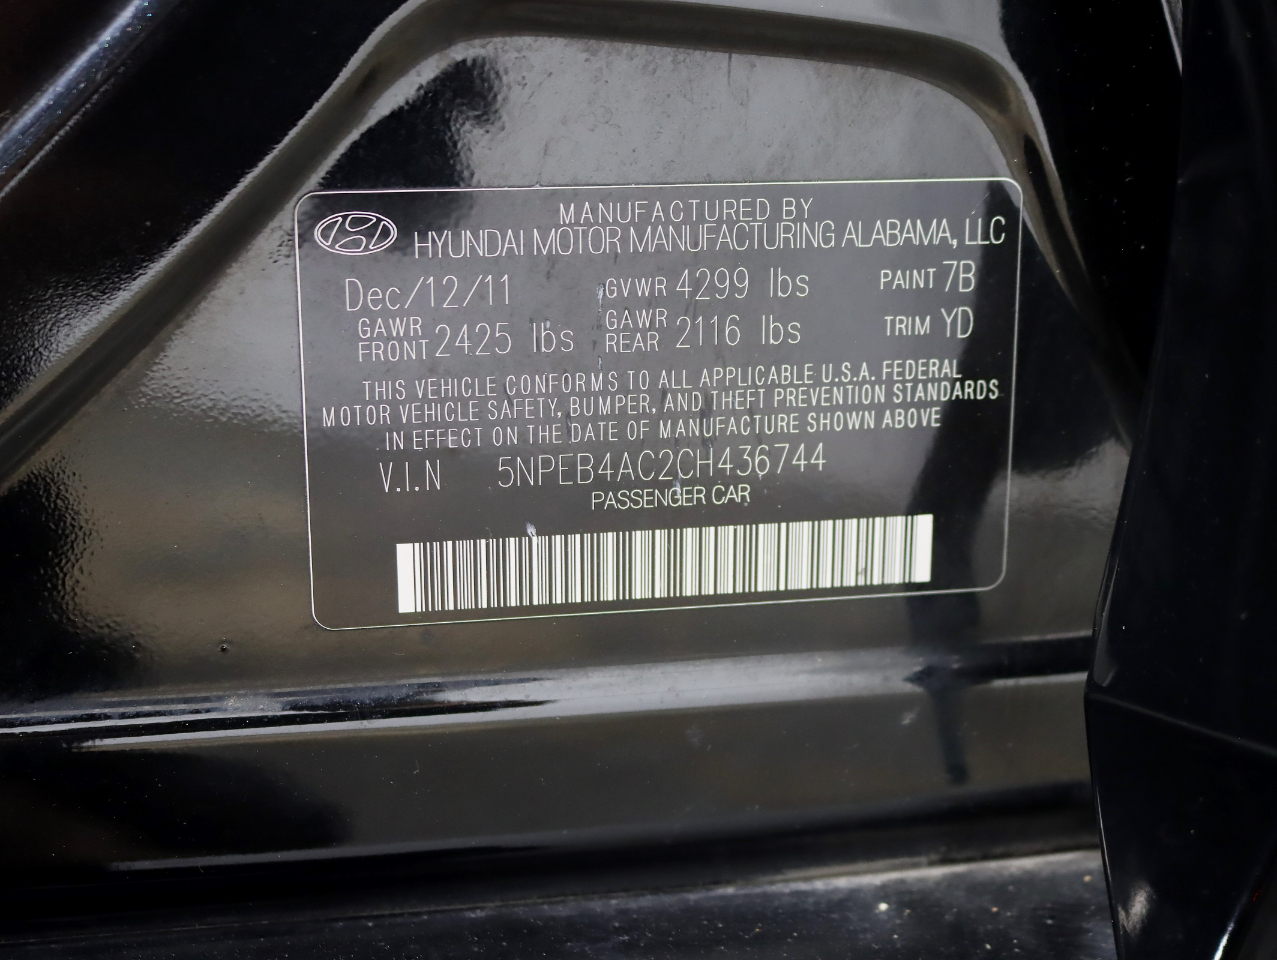 MANUFACTURED BY
HYUNDAI MOTOR MANUFACTURING ALABAMA, LLC
Dec/12/11 GVWR 4299 lbs PAINT 7B
GAWR FRONT 2425 lbs GAWR REAR 2116 lbs TRIM YD
THIS VEHICLE CONFORMS TO ALL APPLICABLE U.S.A. FEDERAL
MOTOR VEHICLE SAFETY, BUMPER, AND THEFT PREVENTION STANDARDS
IN EFFECT ON THE DATE OF MANUFACTURE SHOWN ABOVE
V.I.N 5NPEB4AC2CH436744
PASSENGER CAR